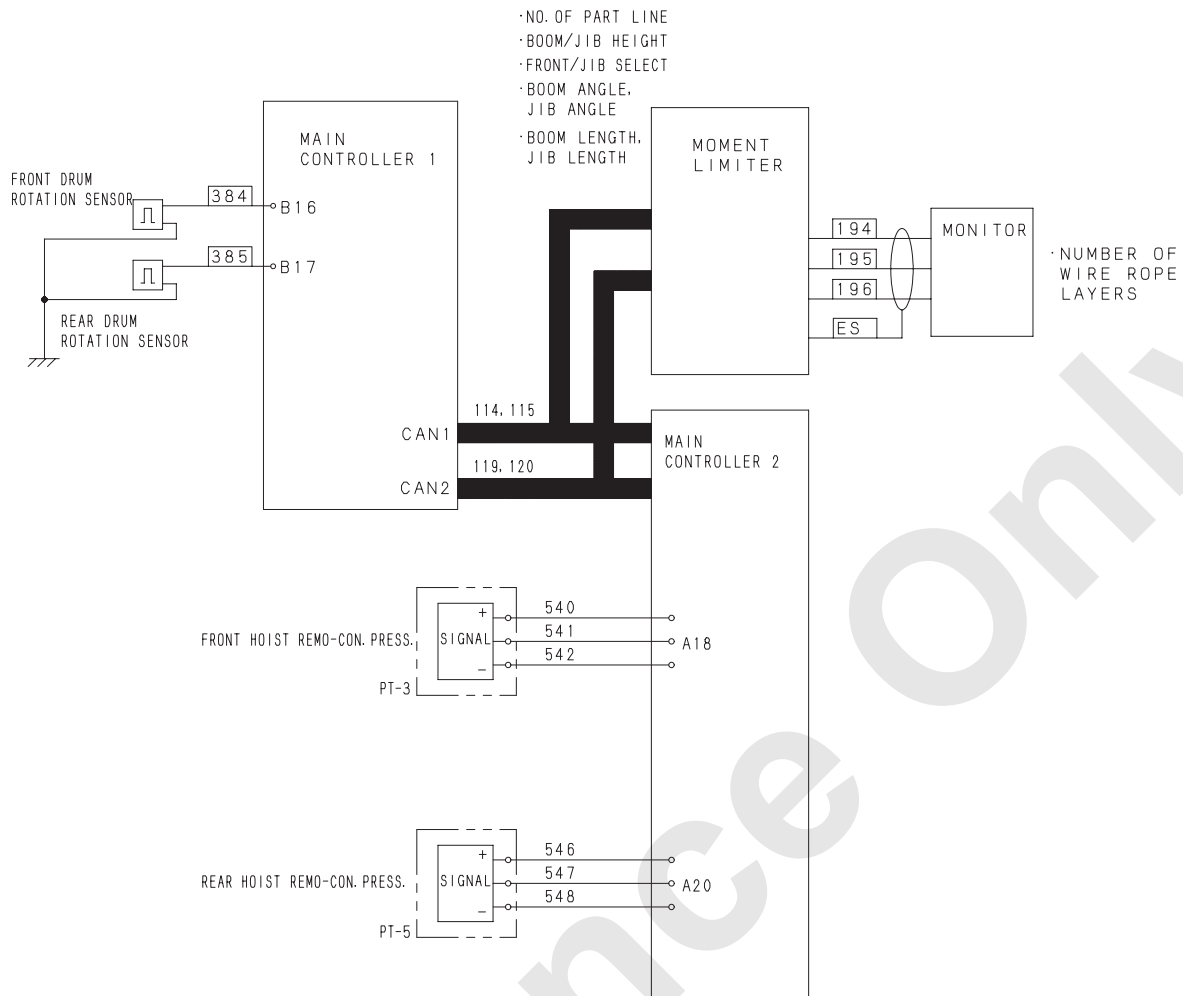 ·NO. OF PART LINE
·BOOM/JIB HEIGHT
·FRONT/JIB SELECT
·BOOM ANGLE,
JIB ANGLE
·BOOM LENGTH,
JIB LENGTH
MAIN
CONTROLLER 1
MOMENT
LIMITER
FRONT DRUM
ROTATION SENSOR
384
B16
385
B17
REAR DRUM
ROTATION SENSOR
194
195
196
ES
MONITOR
·NUMBER OF
WIRE ROPE
LAYERS
CAN1
114, 115
CAN2
119, 120
MAIN
CONTROLLER 2
FRONT HOIST REMO-CON. PRESS.
+
SIGNAL
−
PT-3
540
541
542
A18
REAR HOIST REMO-CON. PRESS.
+
SIGNAL
−
PT-5
546
547
548
A20
nce Only